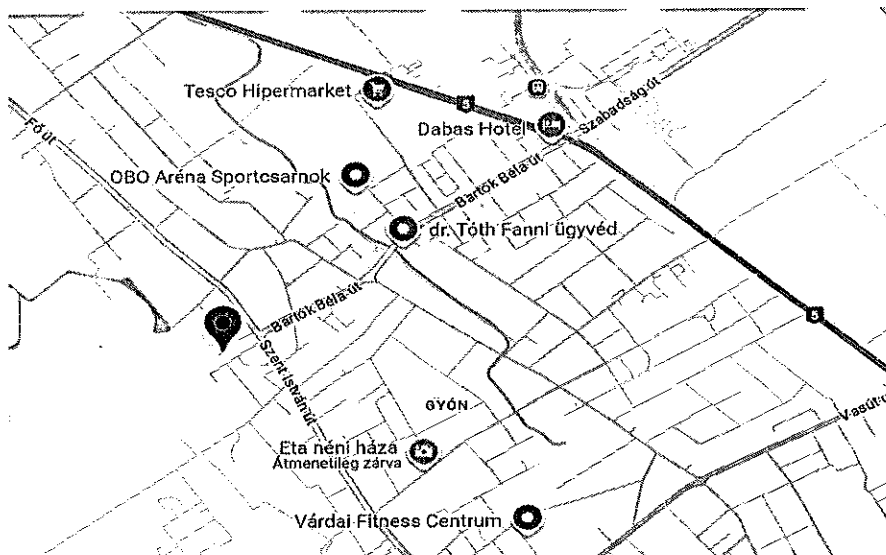 Tesco Hipermarket
5
Dabas Hotel
Szabadság út
Fő út
OBO Aréna Sportcsarnok
Bartók Béla út
dr. Tóth Fanni ügyvéd
Bartók Béla út
Szent István út
5
GYÓN
Vasút u
Eta néni háza
Átmenetileg zárva
Várdai Fitness Centrum